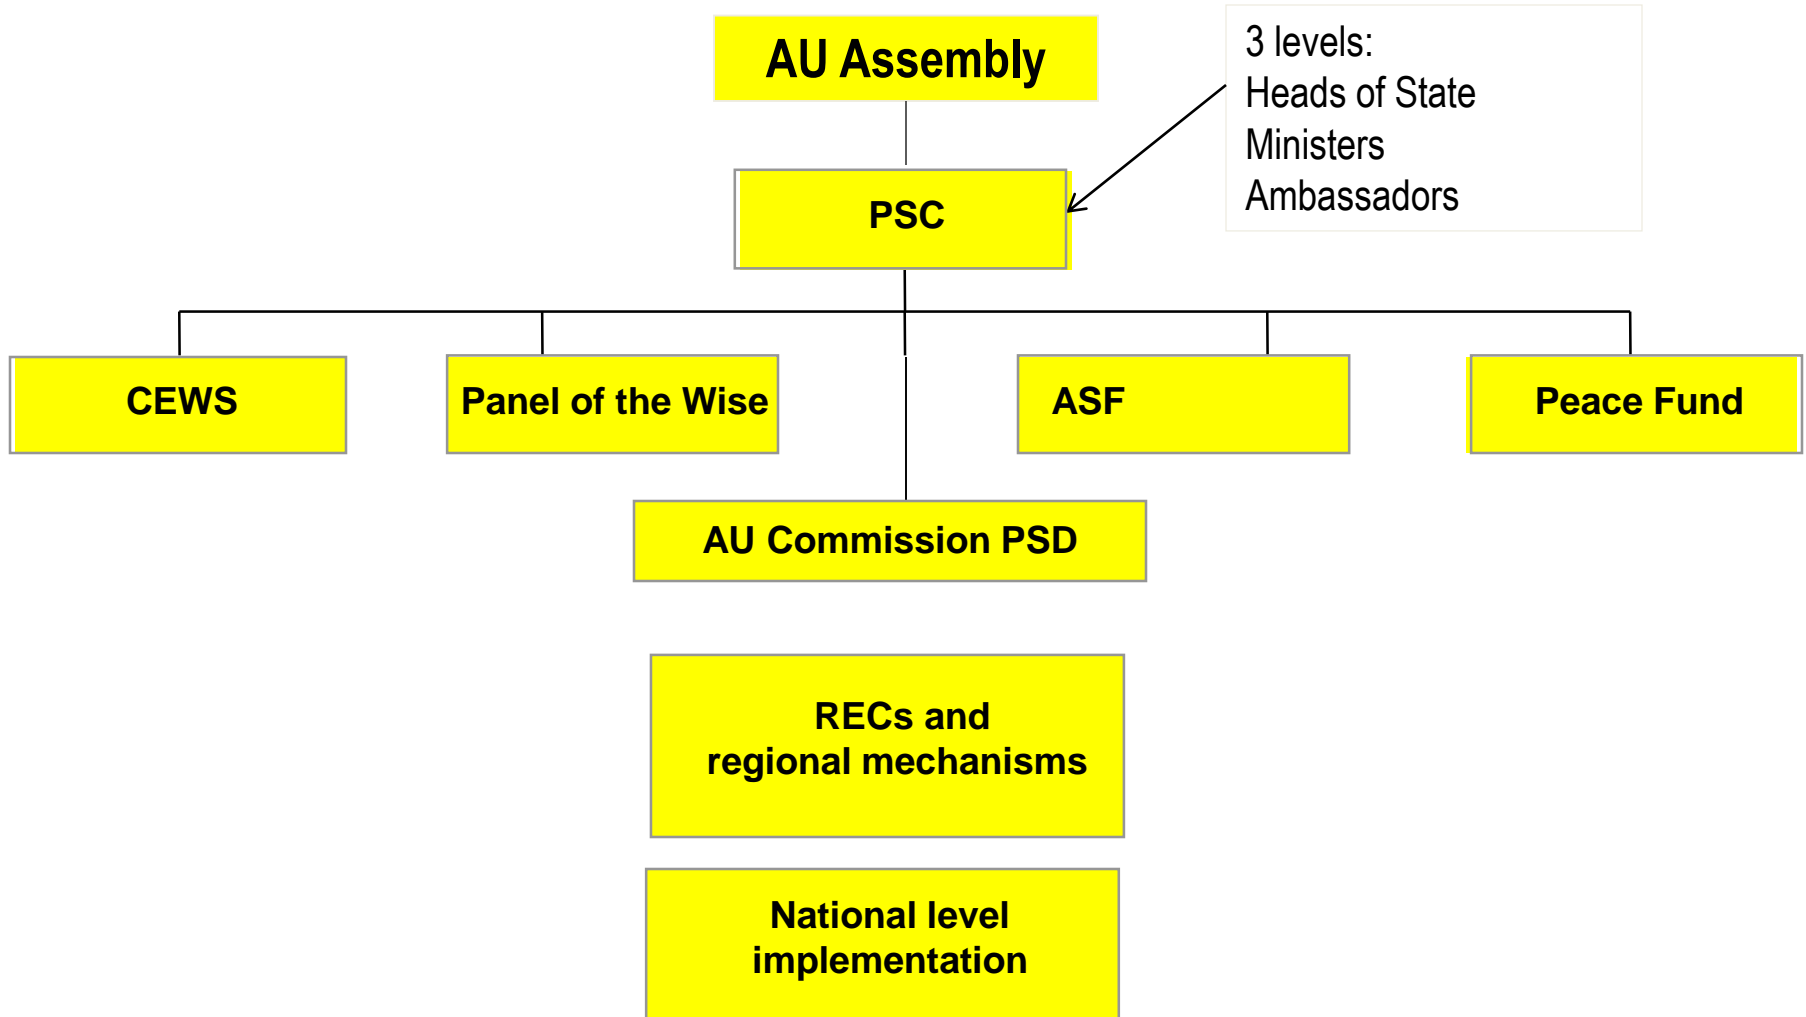 AU Assembly
3 levels:
Heads of State
Ministers
Ambassadors
PSC
CEWS
Panel of the Wise
ASF
Peace Fund
AU Commission PSD
RECs and
regional mechanisms
National level
implementation